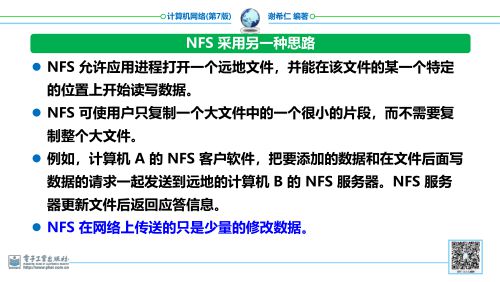 计算机网络(第7版)
谢希仁 编著
NFS 采用另一种思路
NFS 允许应用进程打开一个远地文件，并能在该文件的某一个特定
的位置上开始读写数据。
NFS 可使用户只复制一个大文件中的一个很小的片段，而不需要复
制整个大文件。
例如，计算机 A 的 NFS 客户软件，把要添加的数据和在文件后面写
数据的请求一起发送到远地的计算机 B 的 NFS 服务器。NFS 服务
器更新文件后返回应答信息。
NFS 在网络上传送的只是少量的修改数据。
电子工业出版社
http://www.phei.com.cn